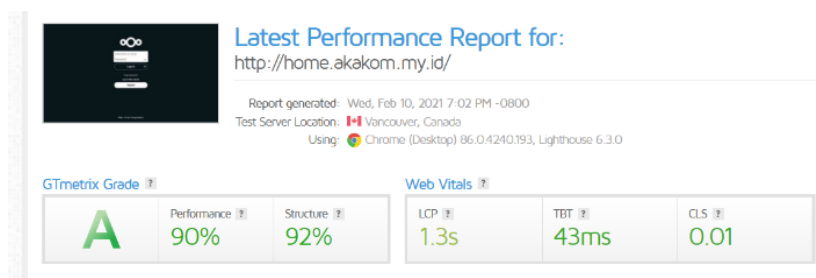 Latest Performance Report for:
http://home.akakom.my.id/
Report generated: Wed, Feb 10, 2021 7:02 PM -0800
Test Server Location: Vancouver, Canada
Using: Chrome (Desktop) 86.0.4240.193, Lighthouse 6.3.0
GTmetrix Grade ?
Web Vitals ?
A
Performance ?
90%
Structure ?
92%
LCP ?
1.3s
TBT ?
43ms
CLS ?
0.01